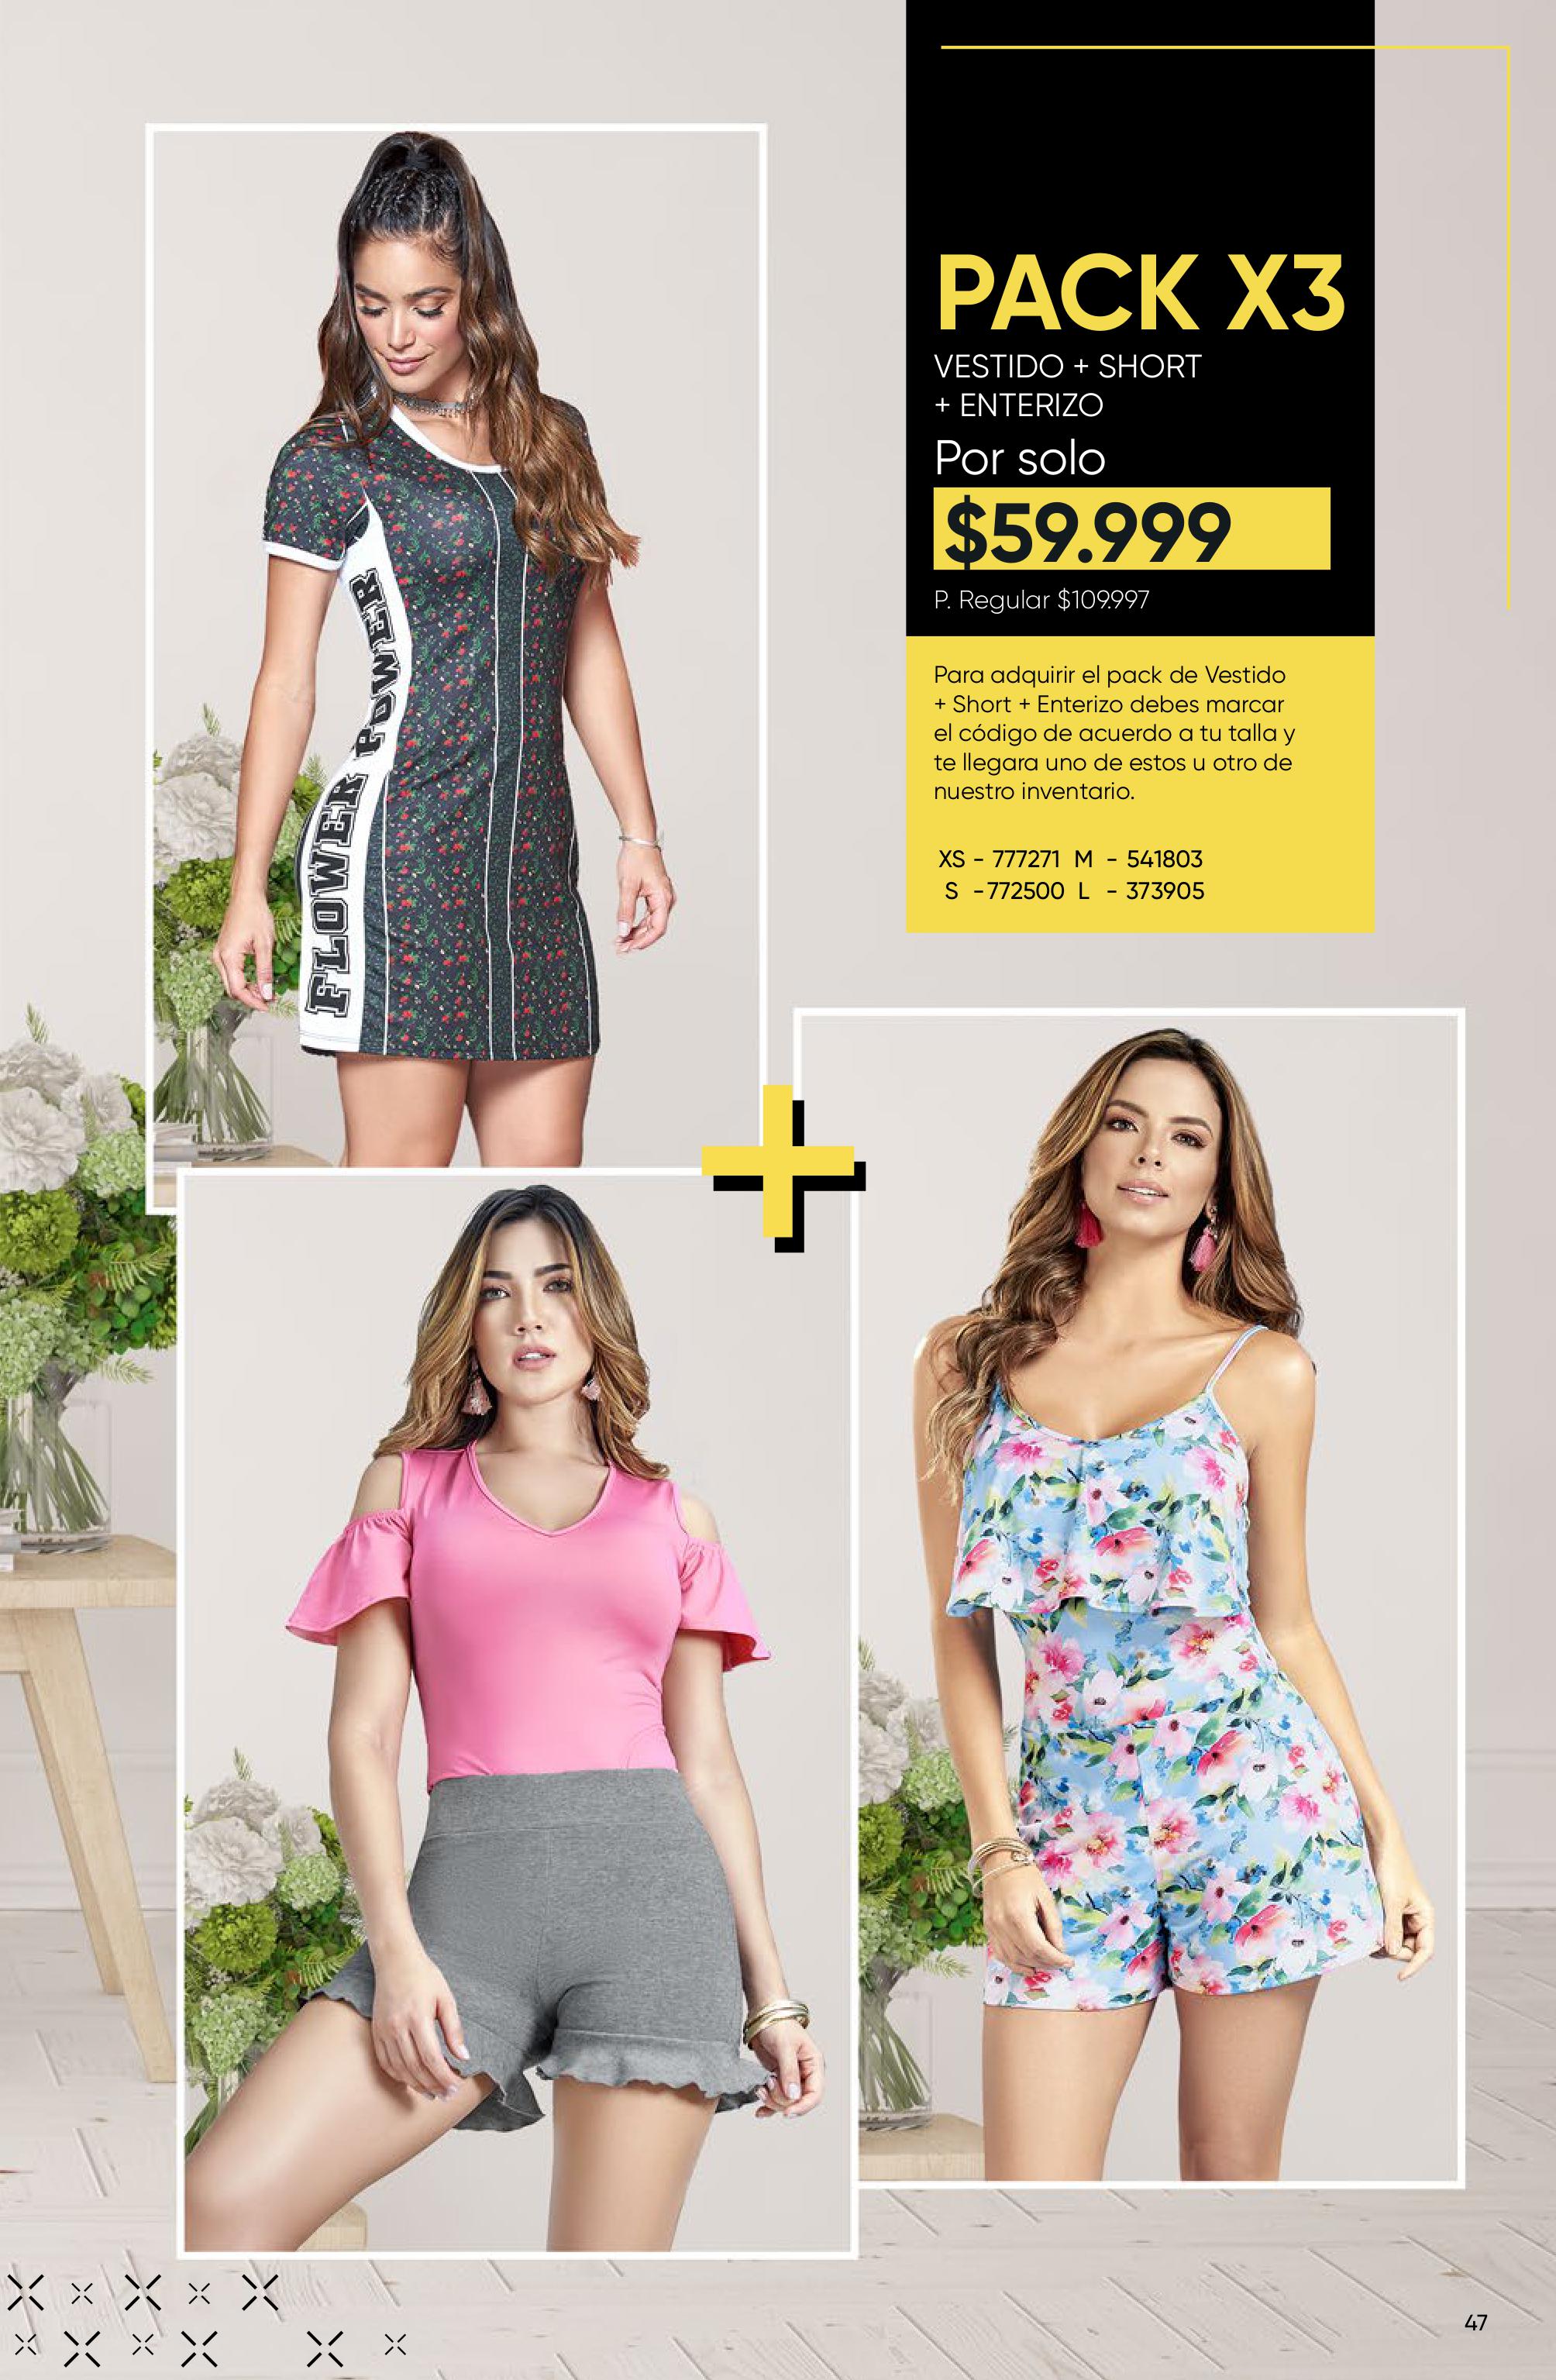 PACK X3
VESTIDO + SHORT
+ ENTERIZO
Por solo
$59.999
P. Regular $109.997
Para adquirir el pack de Vestido
+ Short + Enterizo debes marcar
el código de acuerdo a tu talla y
te llegara uno de estos u otro de
nuestro inventario.
XS - 777271 M - 541803
S - 772500 L - 373905
FLOWER POWER
47